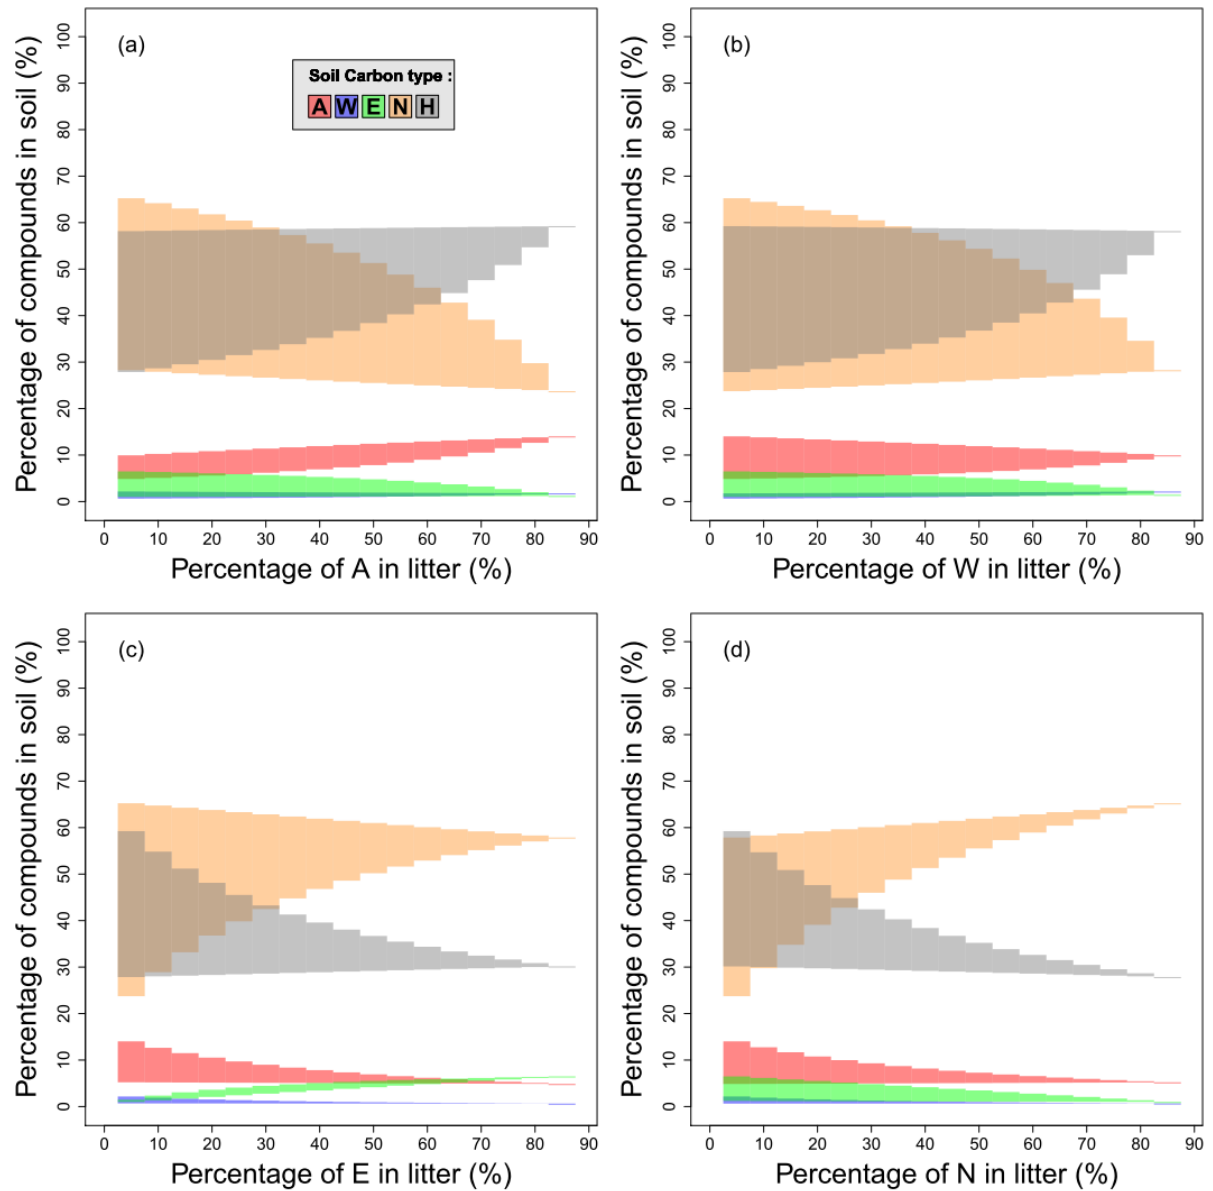 (a)
Soil Carbon type :
A W E N H
Percentage of compounds in soil (%)
0 10 20 30 40 50 60 70 80 90 100
0 10 20 30 40 50 60 70 80 90
Percentage of A in litter (%)
(b)
Percentage of compounds in soil (%)
0 10 20 30 40 50 60 70 80 90 100
0 10 20 30 40 50 60 70 80 90
Percentage of W in litter (%)
(c)
Percentage of compounds in soil (%)
0 10 20 30 40 50 60 70 80 90 100
0 10 20 30 40 50 60 70 80 90
Percentage of E in litter (%)
(d)
Percentage of compounds in soil (%)
0 10 20 30 40 50 60 70 80 90 100
0 10 20 30 40 50 60 70 80 90
Percentage of N in litter (%)